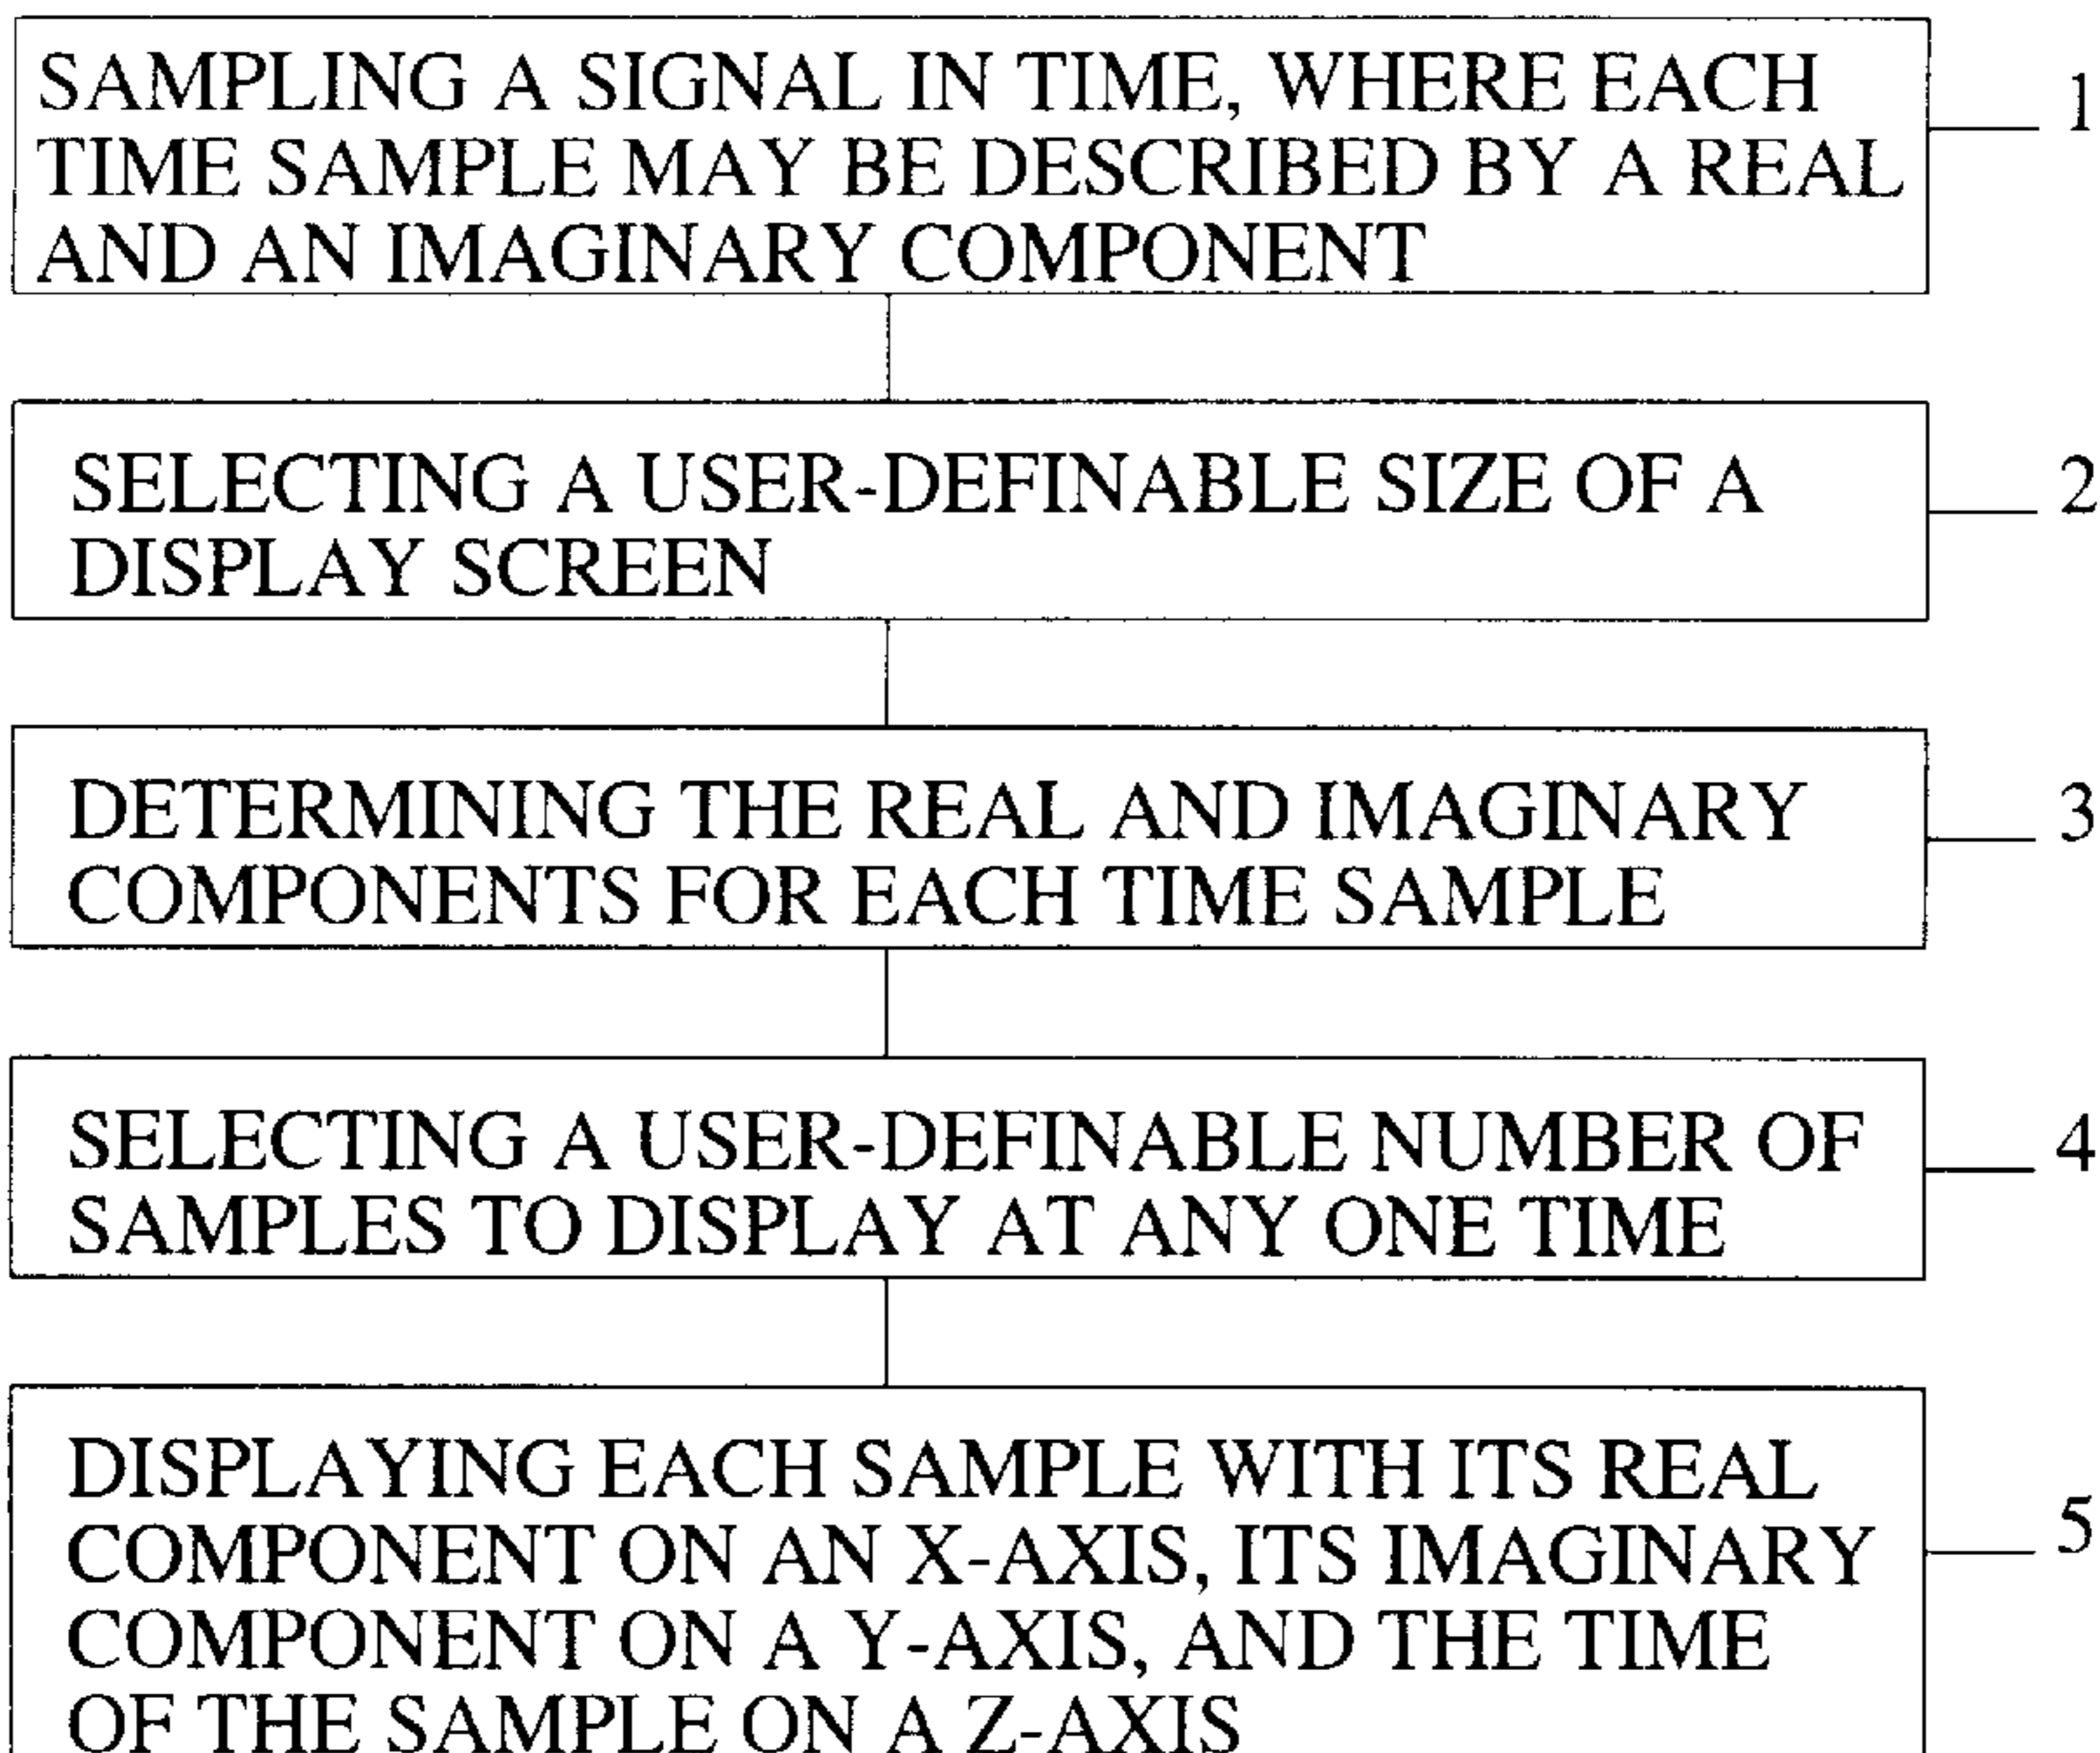 SAMPLING A SIGNAL IN TIME, WHERE EACH
TIME SAMPLE MAY BE DESCRIBED BY A REAL
AND AN IMAGINARY COMPONENT
1
SELECTING A USER-DEFINABLE SIZE OF A
DISPLAY SCREEN
2
DETERMINING THE REAL AND IMAGINARY
COMPONENTS FOR EACH TIME SAMPLE
3
SELECTING A USER-DEFINABLE NUMBER OF
SAMPLES TO DISPLAY AT ANY ONE TIME
4
DISPLAYING EACH SAMPLE WITH ITS REAL
COMPONENT ON AN X-AXIS, ITS IMAGINARY
COMPONENT ON A Y-AXIS, AND THE TIME
OF THE SAMPLE ON A Z-AXIS
5